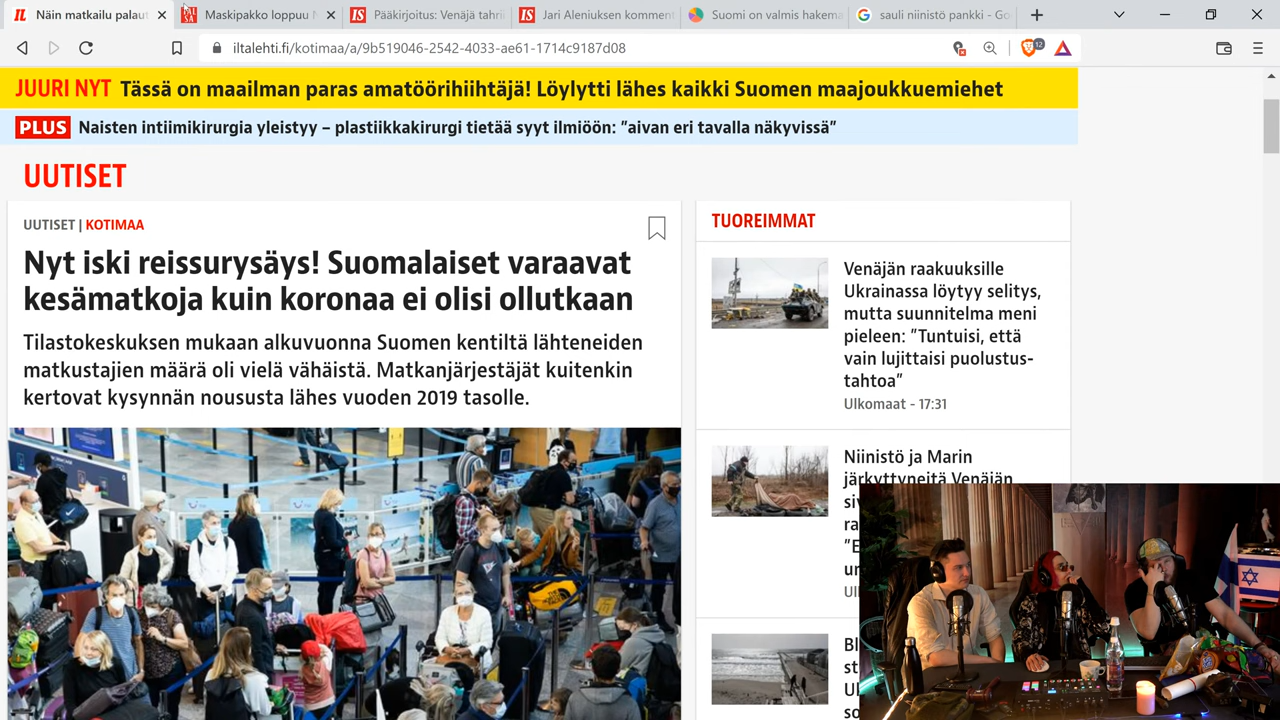 Näin matkailu palaut
Maskipakko loppuu N
Pääkirjoitus: Venäjä tahri
Jari Aleniuksen komment
Suomi on valmis hakema
sauli niinistö pankki - Go
iltalehti.fi/kotimaa/a/9b519046-2542-4033-ae61-1714c9187d08
12
JUURI NYT Tässä on maailman paras amatöörihiihtäjä! Löylytti lähes kaikki Suomen maajoukkuemiehet
PLUS Naisten intiimikirurgia yleistyy – plastiikkakirurgi tietää syyt ilmiöön: ”aivan eri tavalla näkyvissä”
UUTISET
UUTISET | KOTIMAA
Nyt iski reissurysäys! Suomalaiset varaavat
kesämatkoja kuin koronaa ei olisi ollutkaan
Tilastokeskuksen mukaan alkuvuonna Suomen kentiltä lähteneiden
matkustajien määrä oli vielä vähäistä. Matkanjärjestäjät kuitenkin
kertovat kysynnän noususta lähes vuoden 2019 tasolle.
TUOREIMMAT
Venäjän raakuuksille
Ukrainassa löytyy selitys,
mutta suunnitelma meni
pieleen: ”Tuntuisi, että
vain lujittaisi puolustus-
tahtoa”
Ulkomaat - 17:31
Niinistö ja Marin
järkyttyneitä Venäjän